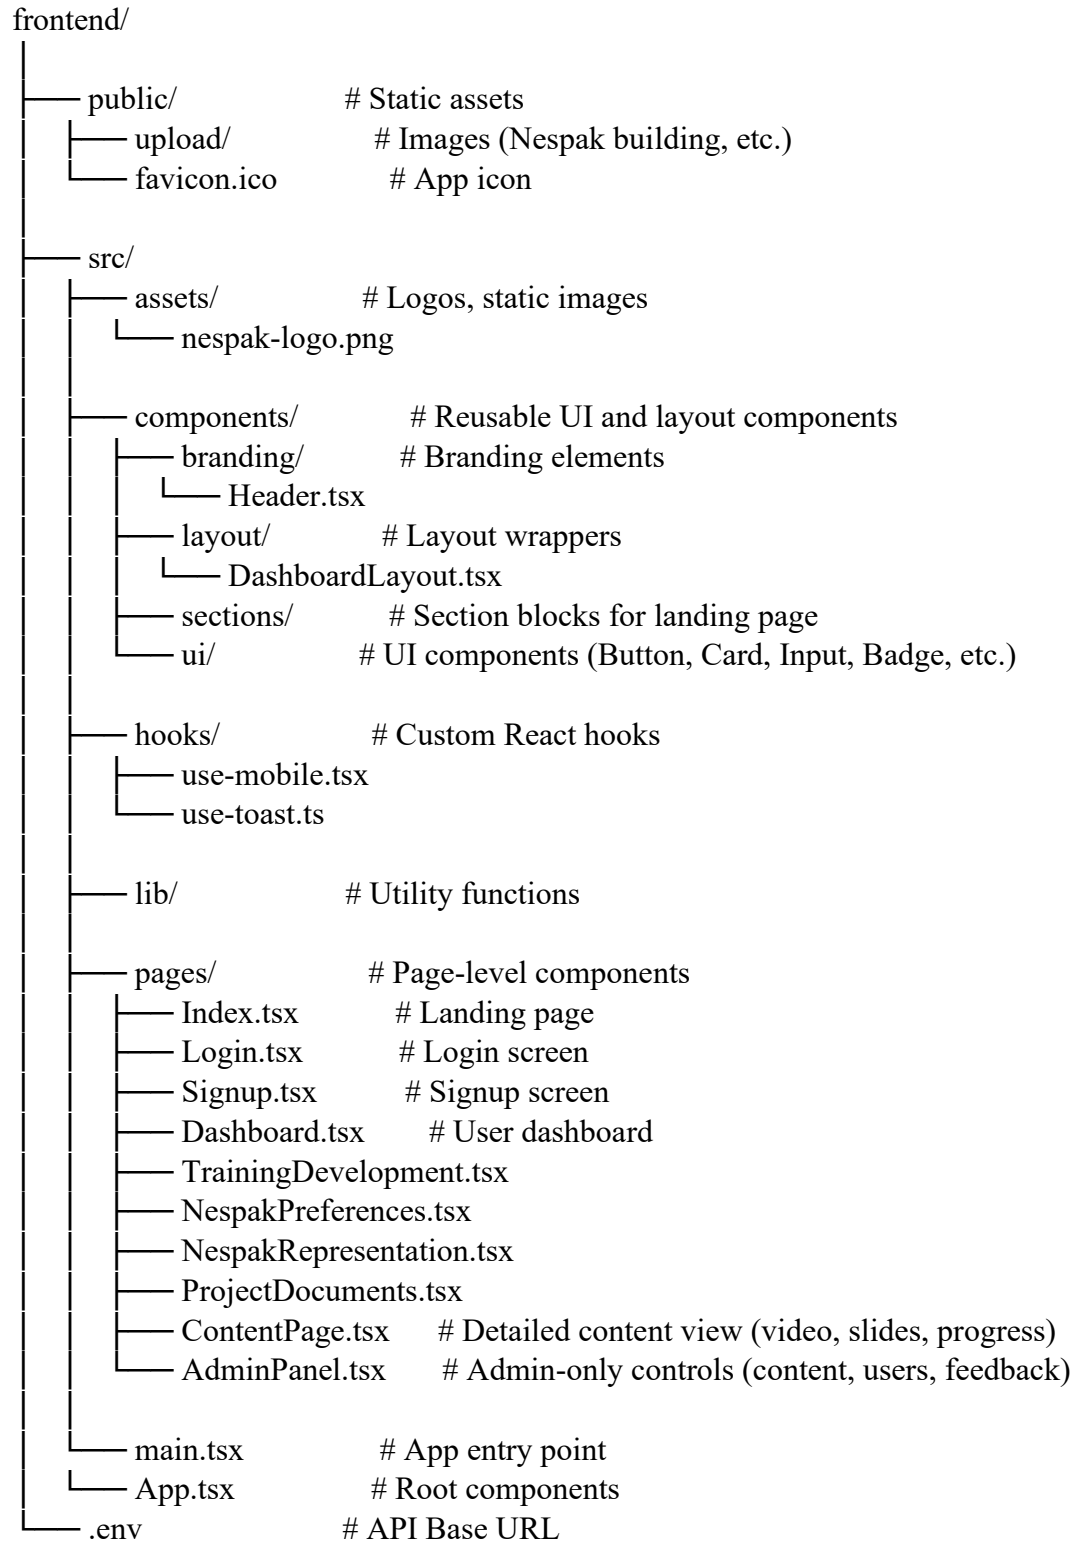 frontend/
│
├── public/ # Static assets
│ ├── upload/ # Images (Nespak building, etc.)
│ └── favicon.ico # App icon
│
├── src/
│ ├── assets/ # Logos, static images
│ │ └── nespak-logo.png
│ │
│ ├── components/ # Reusable UI and layout components
│ │ ├── branding/ # Branding elements
│ │ │ └── Header.tsx
│ │ ├── layout/ # Layout wrappers
│ │ │ └── DashboardLayout.tsx
│ │ ├── sections/ # Section blocks for landing page
│ │ └── ui/ # UI components (Button, Card, Input, Badge, etc.)
│ │
│ ├── hooks/ # Custom React hooks
│ │ ├── use-mobile.tsx
│ │ └── use-toast.ts
│ │
│ ├── lib/ # Utility functions
│ │
│ ├── pages/ # Page-level components
│ │ ├── Index.tsx # Landing page
│ │ ├── Login.tsx # Login screen
│ │ ├── Signup.tsx # Signup screen
│ │ ├── Dashboard.tsx # User dashboard
│ │ ├── TrainingDevelopment.tsx
│ │ ├── NespakPreferences.tsx
│ │ ├── NespakRepresentation.tsx
│ │ ├── ProjectDocuments.tsx
│ │ ├── ContentPage.tsx # Detailed content view (video, slides, progress)
│ │ └── AdminPanel.tsx # Admin-only controls (content, users, feedback)
│ │
│ └── main.tsx # App entry point
│ └── App.tsx # Root components
└── .env # API Base URL